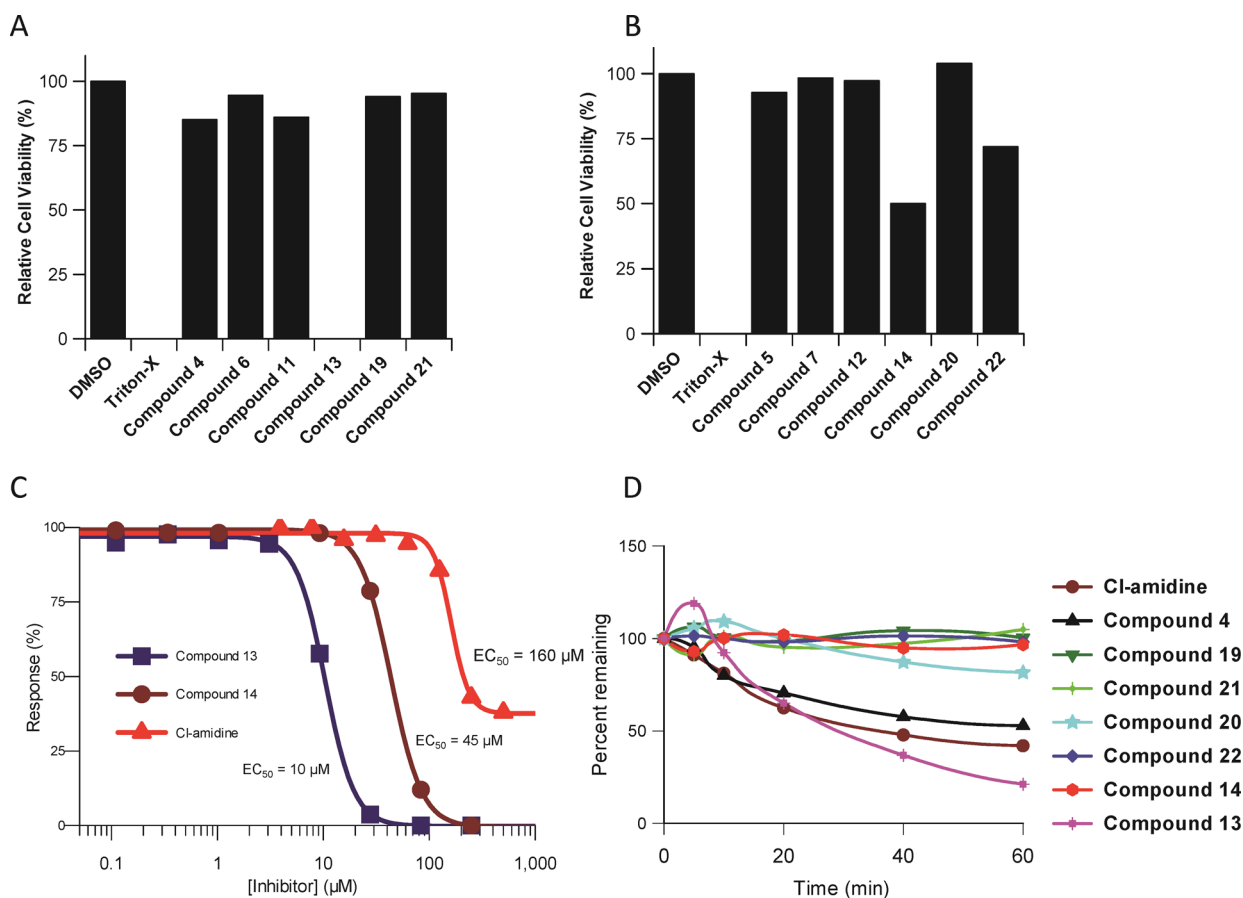 A
Relative Cell Viability (%)
100
75
50
25
0
DMSO
Triton-X
Compound 4
Compound 6
Compound 11
Compound 13
Compound 19
Compound 21
B
Relative Cell Viability (%)
100
75
50
25
0
DMSO
Triton-X
Compound 5
Compound 7
Compound 12
Compound 14
Compound 20
Compound 22
C
Response (%)
100
75
50
25
0
Compound 13
Compound 14
Cl-amidine
EC50 = 160 µM
EC50 = 45 µM
EC50 = 10 µM
0.1
1
10
100
1,000
[Inhibitor] (µM)
D
Percent remaining
150
100
50
0
0
20
40
60
Time (min)
Cl-amidine
Compound 4
Compound 19
Compound 21
Compound 20
Compound 22
Compound 14
Compound 13